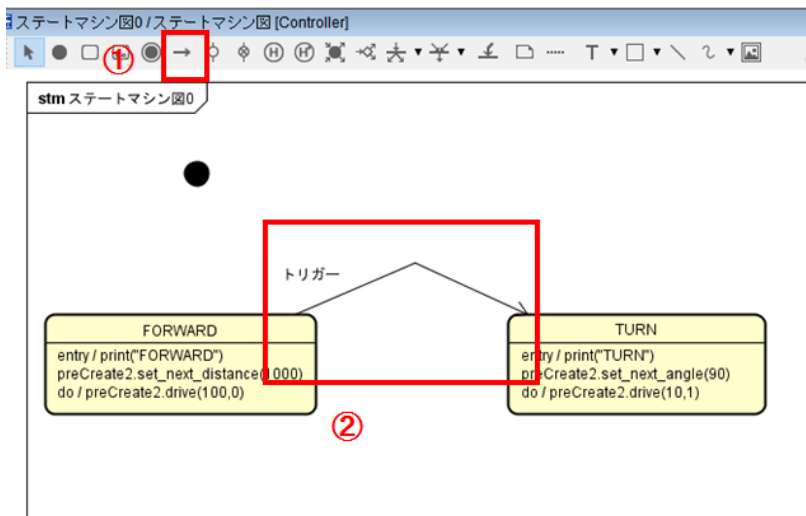 ステートマシン図0 / ステートマシン図 [Controller]
①
T
stm ステートマシン図0
トリガー
FORWARD
entry / print("FORWARD")
preCreate2.set_next_distance(1000)
do / preCreate2.drive(100,0)
TURN
entry / print("TURN")
preCreate2.set_next_angle(90)
do / preCreate2.drive(10,1)
②